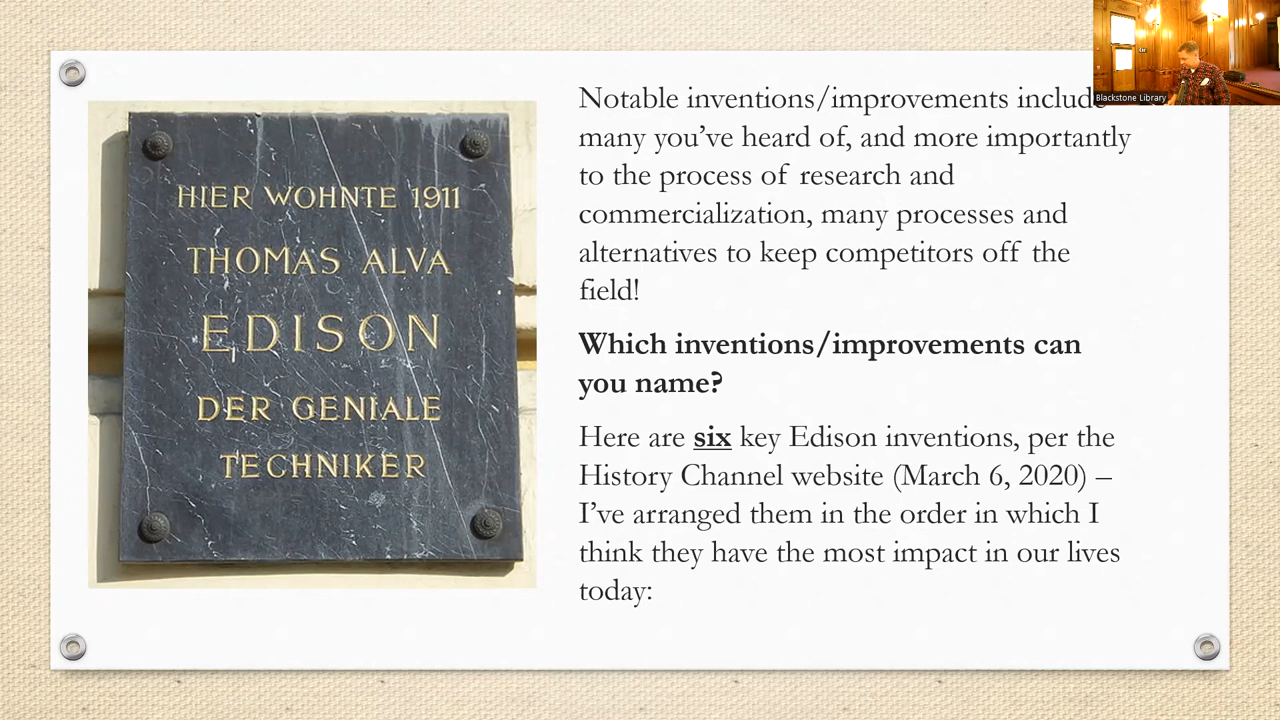 HIER WOHNTE 1911
THOMAS ALVA
EDISON
DER GENIALE
TECHNIKER
Notable inventions/improvements include
many you’ve heard of, and more importantly
to the process of research and
commercialization, many processes and
alternatives to keep competitors off the
field!
Which inventions/improvements can
you name?
Here are six key Edison inventions, per the
History Channel website (March 6, 2020) –
I’ve arranged them in the order in which I
think they have the most impact in our lives
today:
Blackstone Library